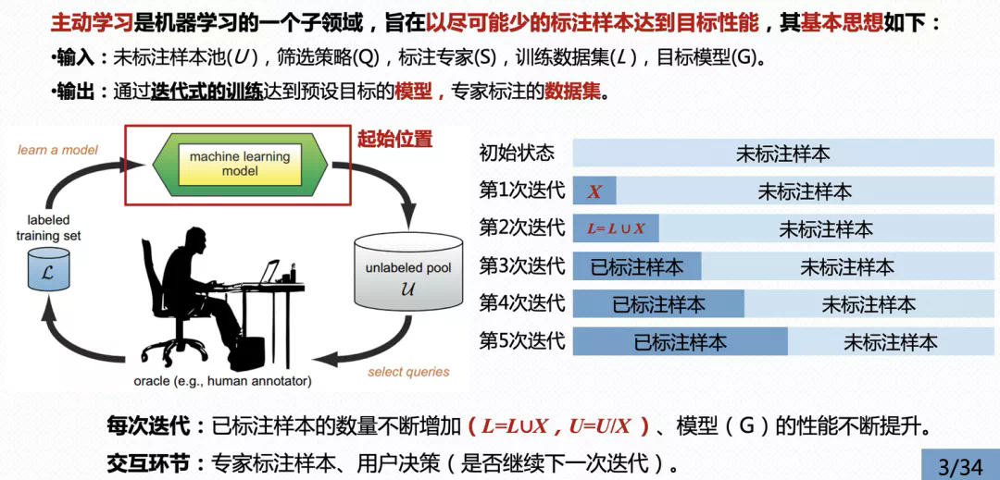 主动学习是机器学习的一个子领域，旨在以尽可能少的标注样本达到目标性能，其基本思想如下：
•输入：未标注样本池(U)，筛选策略(Q)，标注专家(S)，训练数据集(L)，目标模型(G)。
•输出：通过迭代式的训练达到预设目标的模型，专家标注的数据集。
learn a model
machine learning
model
起始位置
labeled
training set
L
unlabeled pool
U
oracle (e.g., human annotator)
select queries
初始状态 未标注样本
第1次迭代 X 未标注样本
第2次迭代 L=L∪X 未标注样本
第3次迭代 已标注样本 未标注样本
第4次迭代 已标注样本 未标注样本
第5次迭代 已标注样本 未标注样本
每次迭代：已标注样本的数量不断增加（L=L∪X，U=U/X）、模型（G）的性能不断提升。
交互环节：专家标注样本、用户决策（是否继续下一次迭代）。
3/34